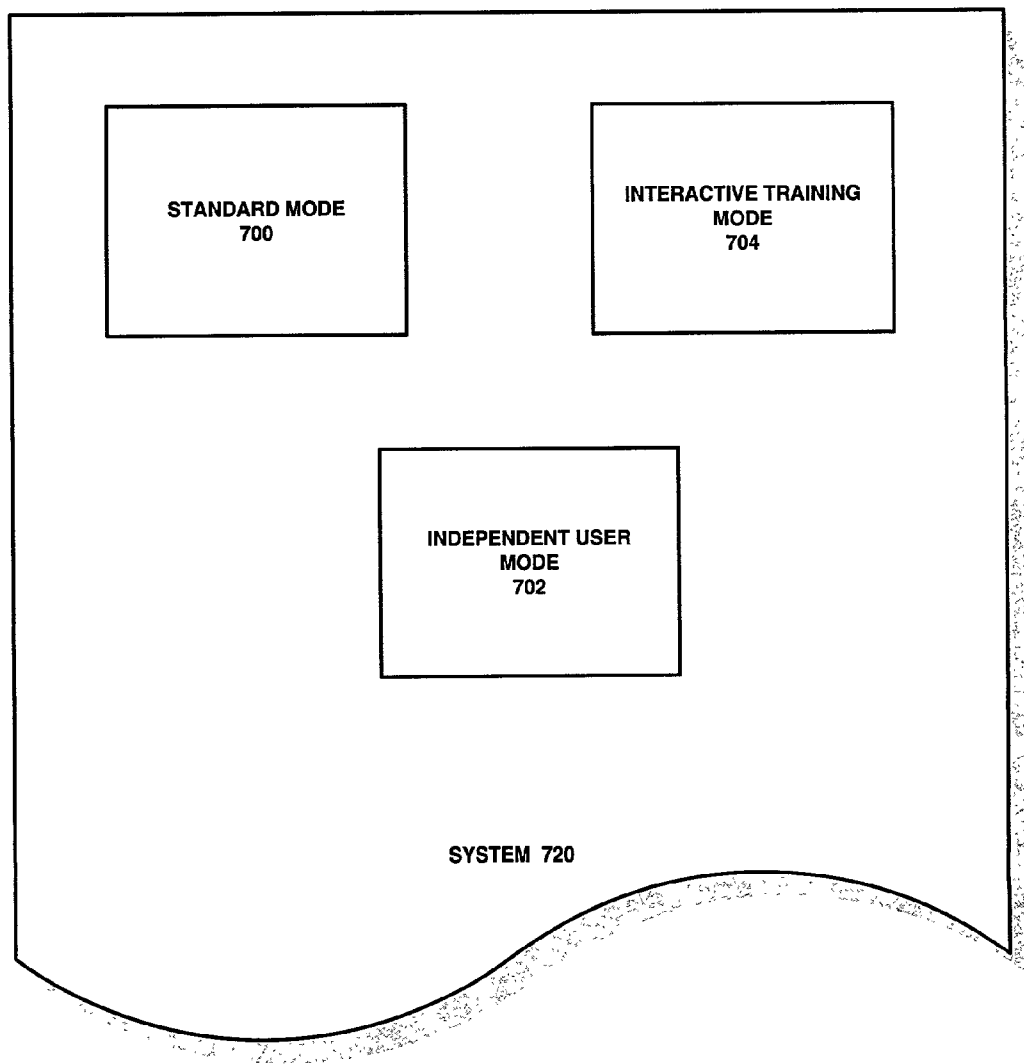 STANDARD MODE
700
INTERACTIVE TRAINING
MODE
704
INDEPENDENT USER
MODE
702
SYSTEM 720